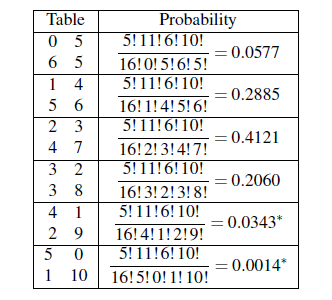 Table Probability
0 5
6 5
5! 11! 6! 10!
16! 0! 5! 6! 5!
= 0.0577
1 4
5 6
5! 11! 6! 10!
16! 1! 4! 5! 6!
= 0.2885
2 3
4 7
5! 11! 6! 10!
16! 2! 3! 4! 7!
= 0.4121
3 2
3 8
5! 11! 6! 10!
16! 3! 2! 3! 8!
= 0.2060
4 1
2 9
5! 11! 6! 10!
16! 4! 1! 2! 9!
= 0.0343*
5 0
1 10
5! 11! 6! 10!
16! 5! 0! 1! 10!
= 0.0014*